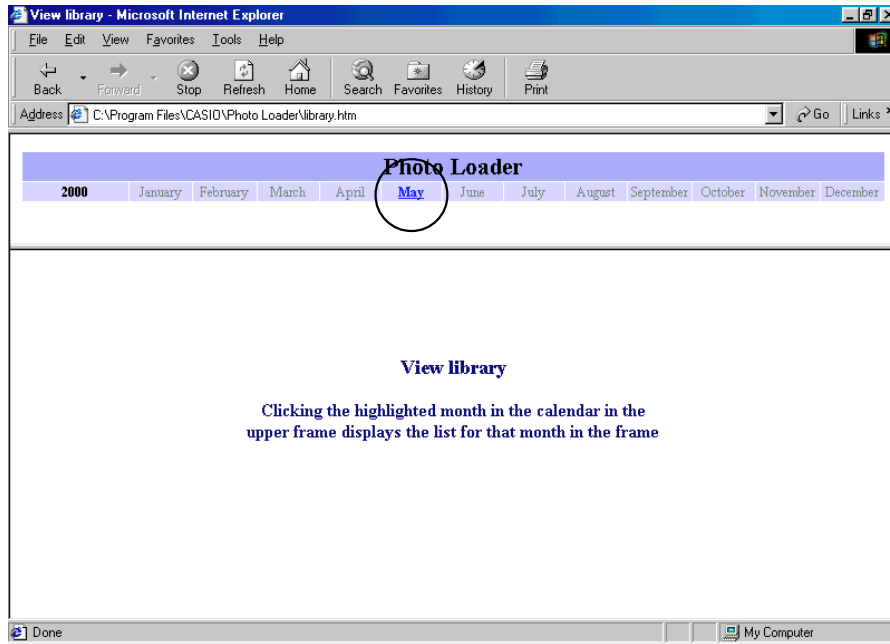 View library - Microsoft Internet Explorer
File Edit View Favorites Tools Help
Back Forward Stop Refresh Home Search Favorites History Print
Address C:\Program Files\CASIO\Photo Loader\library.htm Go Links
Photo Loader
2000 January February March April May June July August September October November December
View library
Clicking the highlighted month in the calendar in the
upper frame displays the list for that month in the frame
Done My Computer